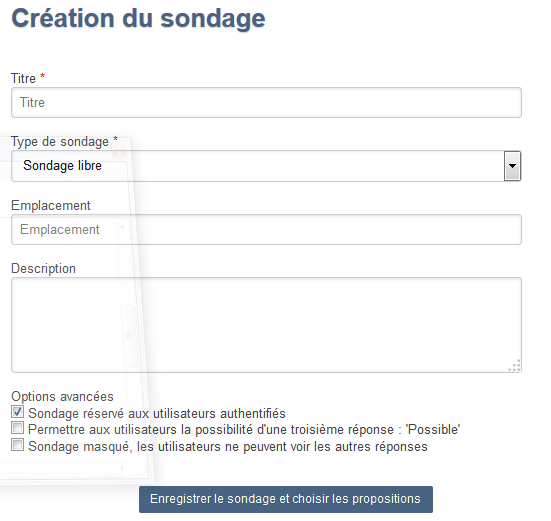 Création du sondage
Titre *
Titre
Type de sondage *
Sondage libre
Emplacement
Emplacement
Description
Options avancées
Sondage réservé aux utilisateurs authentifiés
Permettre aux utilisateurs la possibilité d'une troisième réponse : 'Possible'
Sondage masqué, les utilisateurs ne peuvent voir les autres réponses
Enregistrer le sondage et choisir les propositions